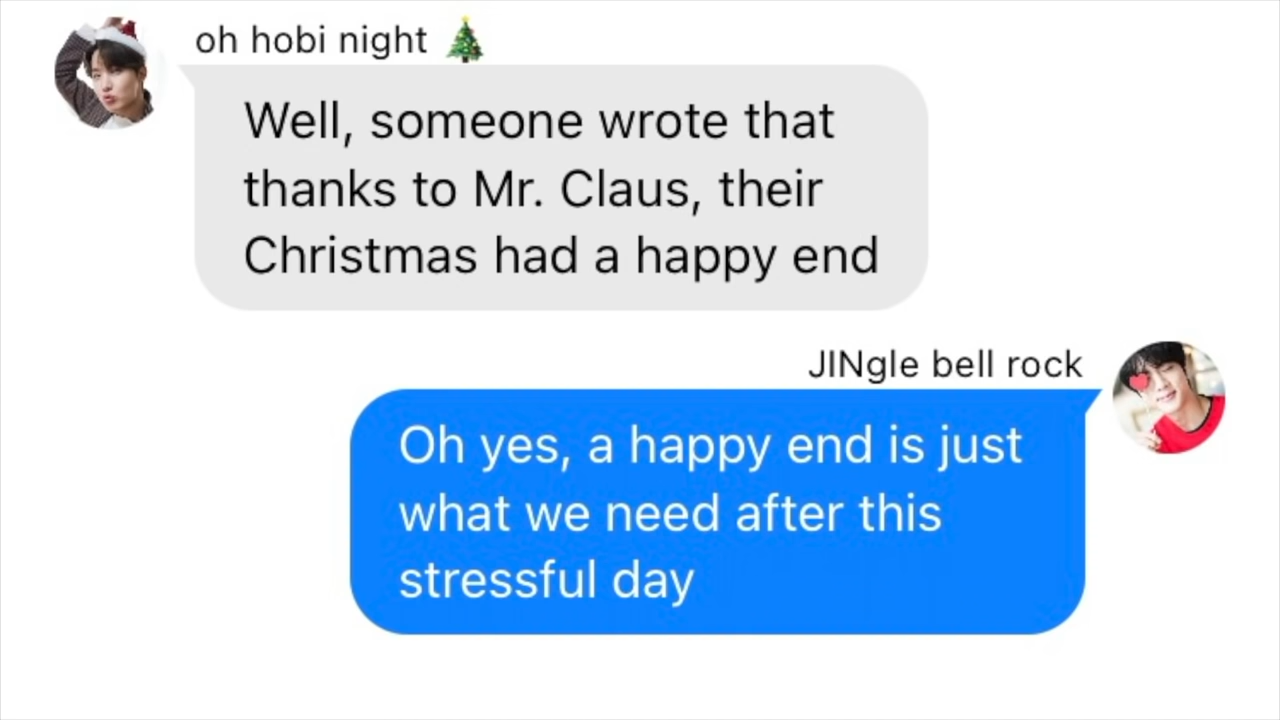 oh hobi night 🎄
Well, someone wrote that
thanks to Mr. Claus, their
Christmas had a happy end
JINgle bell rock
Oh yes, a happy end is just
what we need after this
stressful day